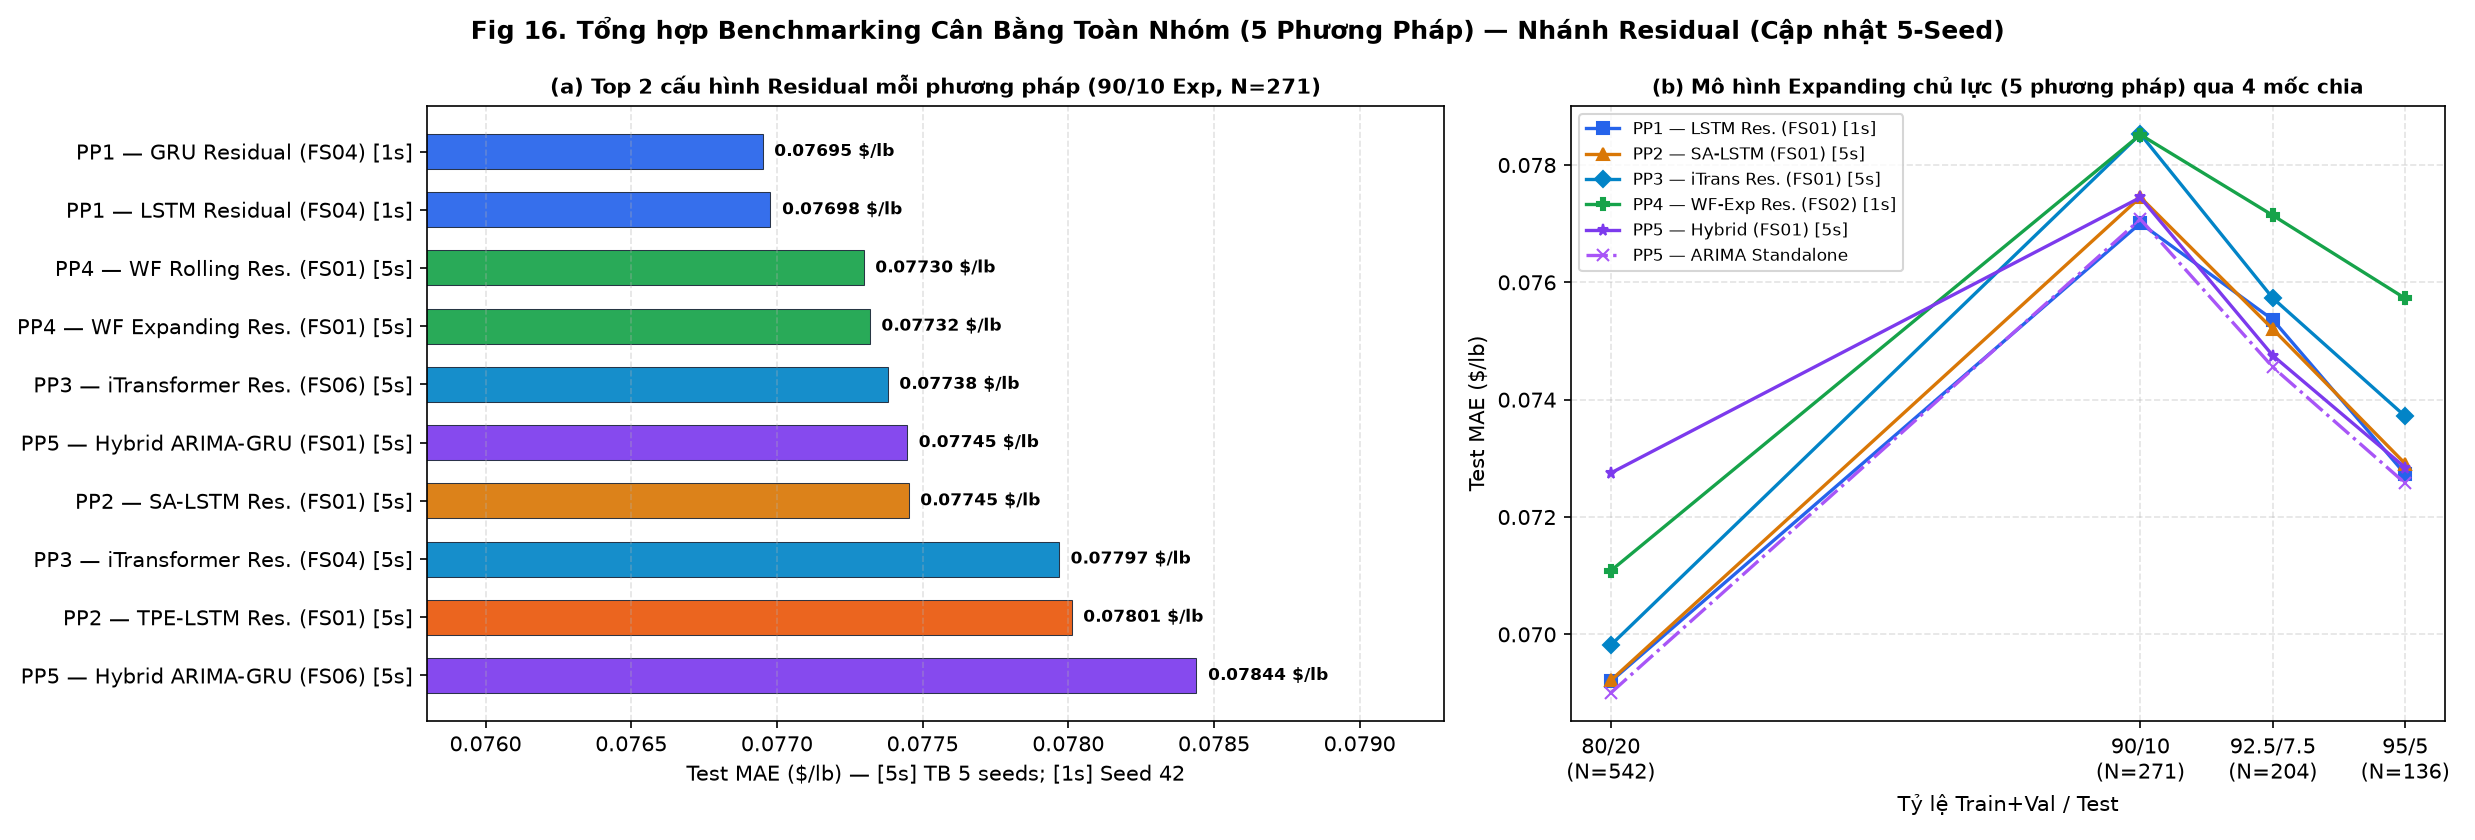 Fig 16. Tổng hợp Benchmarking Cân Bằng Toàn Nhóm (5 Phương Pháp) — Nhánh Residual (Cập nhật 5-Seed)
(a) Top 2 cấu hình Residual mỗi phương pháp (90/10 Exp, N=271)
PP1 — GRU Residual (FS04) [1s]
0.07695 $/lb
PP1 — LSTM Residual (FS04) [1s]
0.07698 $/lb
PP4 — WF Rolling Res. (FS01) [5s]
0.07730 $/lb
PP4 — WF Expanding Res. (FS01) [5s]
0.07732 $/lb
PP3 — iTransformer Res. (FS06) [5s]
0.07738 $/lb
PP5 — Hybrid ARIMA-GRU (FS01) [5s]
0.07745 $/lb
PP2 — SA-LSTM Res. (FS01) [5s]
0.07745 $/lb
PP3 — iTransformer Res. (FS04) [5s]
0.07797 $/lb
PP2 — TPE-LSTM Res. (FS01) [5s]
0.07801 $/lb
PP5 — Hybrid ARIMA-GRU (FS06) [5s]
0.07844 $/lb
0.0760 0.0765 0.0770 0.0775 0.0780 0.0785 0.0790
Test MAE ($/lb) — [5s] TB 5 seeds; [1s] Seed 42
(b) Mô hình Expanding chủ lực (5 phương pháp) qua 4 mốc chia
PP1 — LSTM Res. (FS01) [1s]
PP2 — SA-LSTM (FS01) [5s]
PP3 — iTrans Res. (FS01) [5s]
PP4 — WF-Exp Res. (FS02) [1s]
PP5 — Hybrid (FS01) [5s]
PP5 — ARIMA Standalone
Test MAE ($/lb)
0.078
0.076
0.074
0.072
0.070
80/20 90/10 92.5/7.5 95/5
(N=542) (N=271) (N=204) (N=136)
Tỷ lệ Train+Val / Test